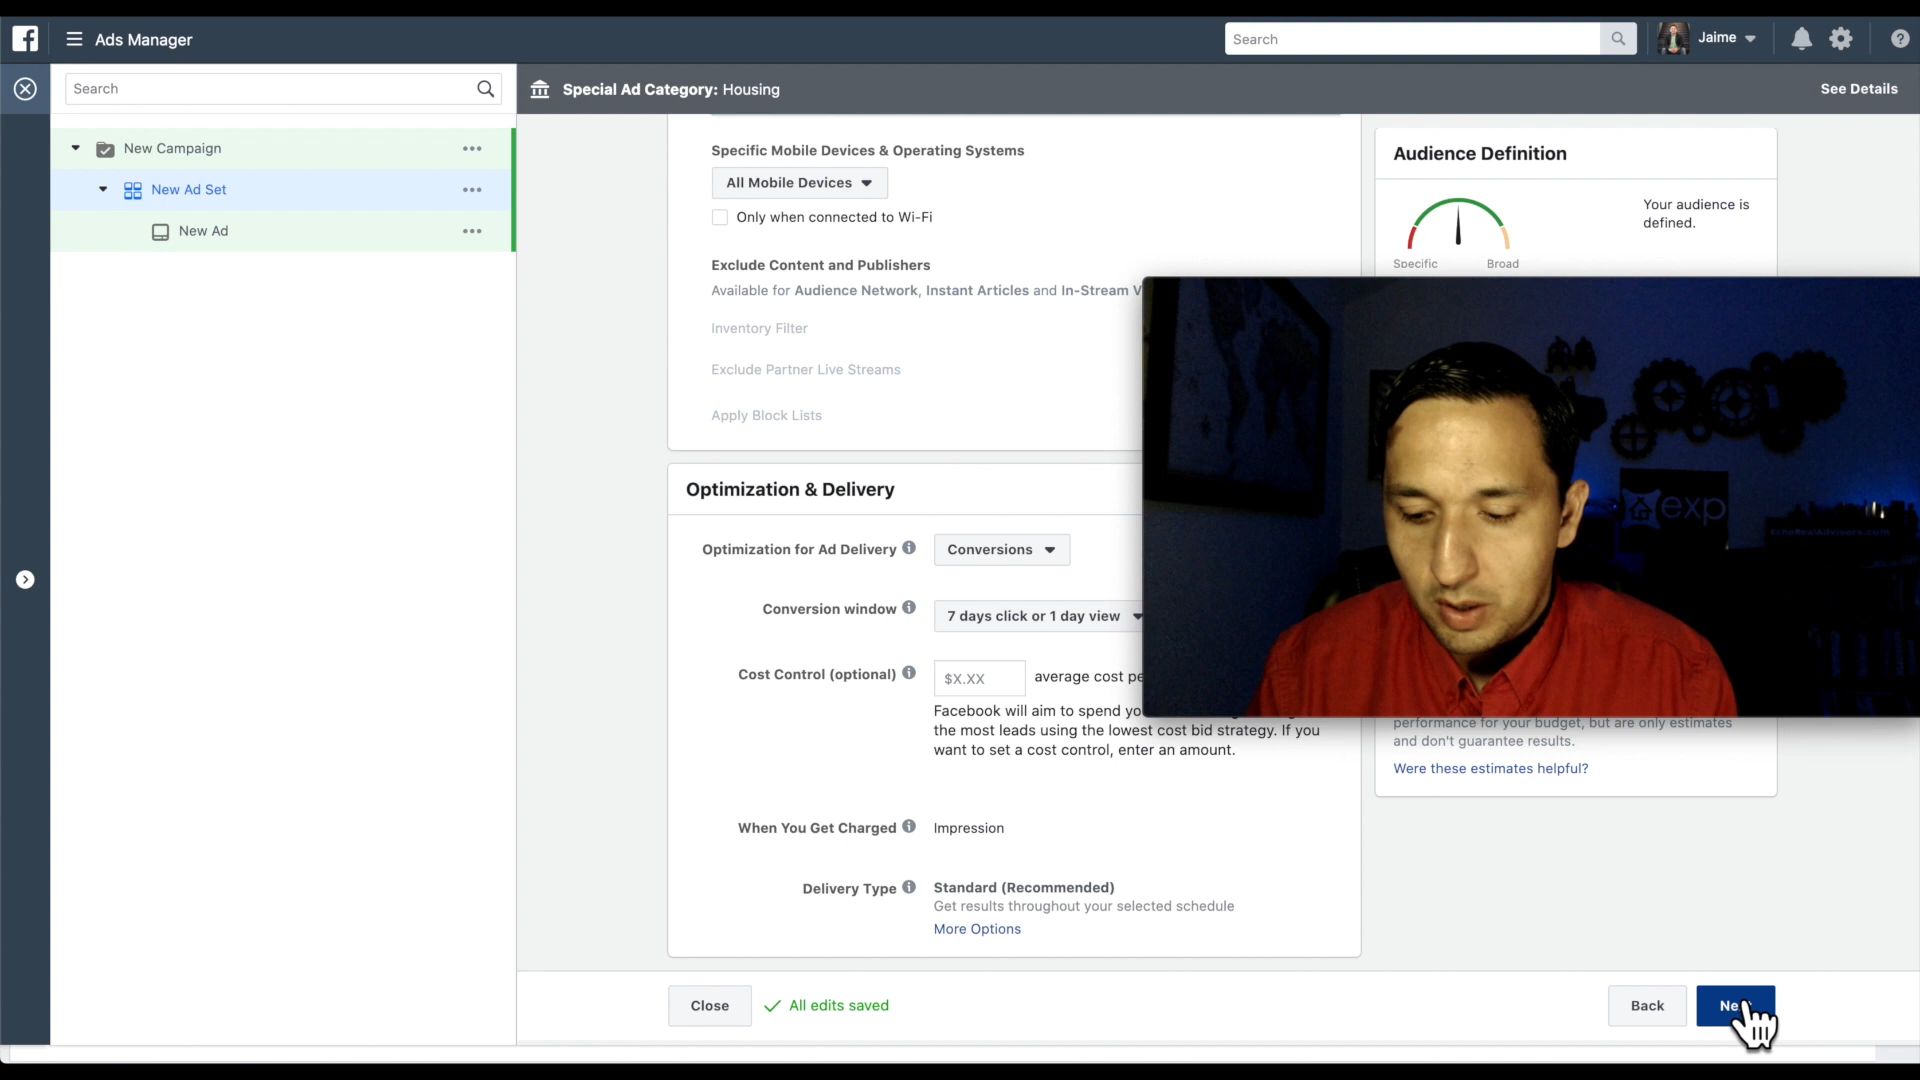 Ads Manager
Search
Jaime
Search
Special Ad Category: Housing
See Details
New Campaign
New Ad Set
New Ad
Specific Mobile Devices & Operating Systems
All Mobile Devices
Only when connected to Wi-Fi
Exclude Content and Publishers
Available for Audience Network, Instant Articles and In-Stream V
Inventory Filter
Exclude Partner Live Streams
Apply Block Lists
Audience Definition
Your audience is
defined.
Specific
Broad
exp
Optimization & Delivery
Optimization for Ad Delivery
Conversions
Conversion window
7 days click or 1 day view
Cost Control (optional)
$X.XX
average cost pe
Facebook will aim to spend yo
the most leads using the lowest cost bid strategy. If you
want to set a cost control, enter an amount.
When You Get Charged
Impression
Delivery Type
Standard (Recommended)
Get results throughout your selected schedule
More Options
performance for your budget, but are only estimates
and don't guarantee results.
Were these estimates helpful?
Close
All edits saved
Back
Ne